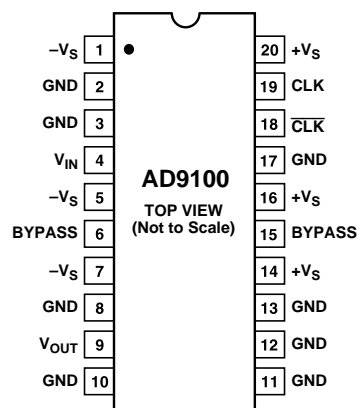 –VS 1 20 +VS
GND 2 19 CLK
GND 3 18 CLK
VIN 4 17 GND
AD9100
–VS 5 16 +VS
TOP VIEW
BYPASS 6 15 BYPASS
(Not to Scale)
–VS 7 14 +VS
GND 8 13 GND
VOUT 9 12 GND
GND 10 11 GND